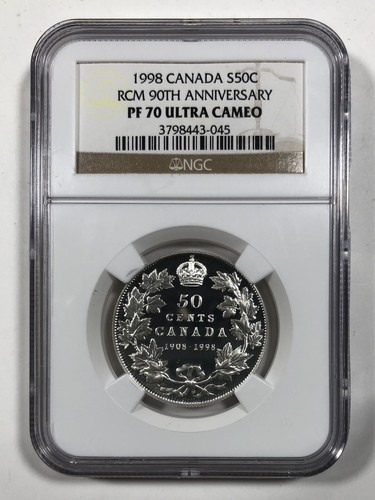 1998 CANADA S50C
RCM 90TH ANNIVERSARY
PF 70 ULTRA CAMEO
3798443-045
NGC
50
CENTS
CANADA
1908-1998